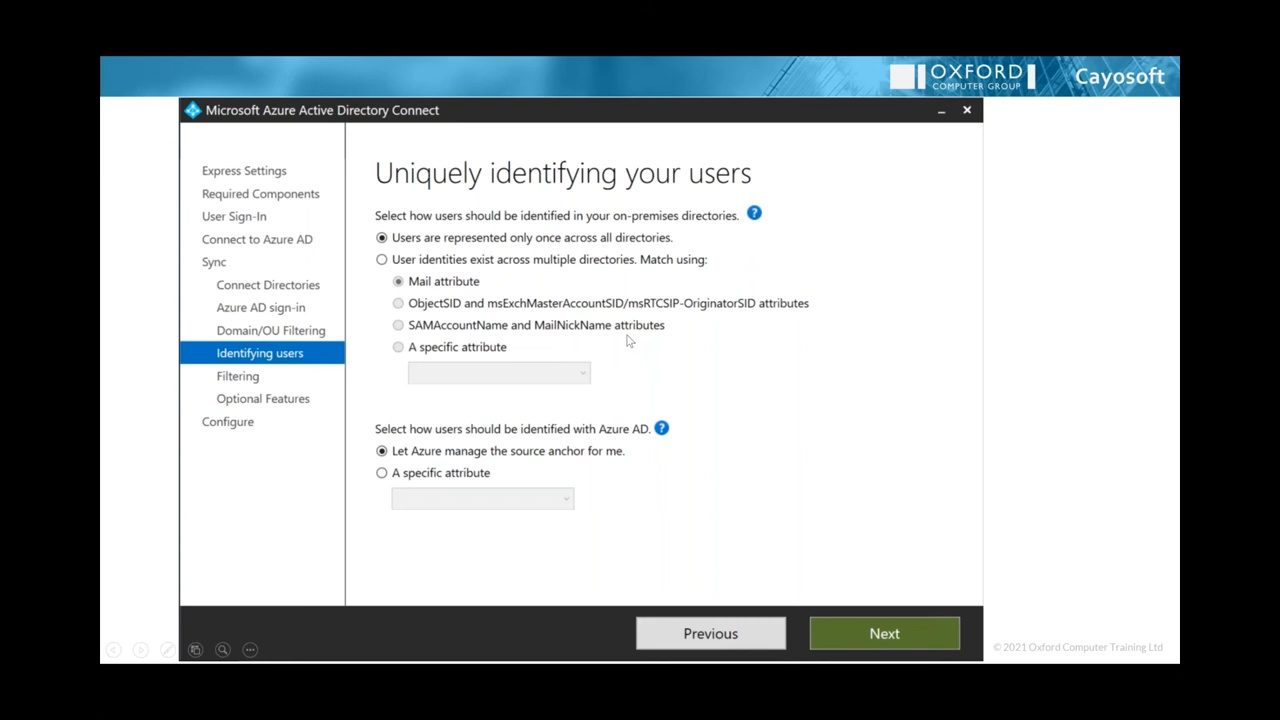 OXFORD
COMPUTER GROUP
Cayosoft
Microsoft Azure Active Directory Connect
Express Settings
Required Components
User Sign-In
Connect to Azure AD
Sync
Connect Directories
Azure AD sign-in
Domain/OU Filtering
Identifying users
Filtering
Optional Features
Configure
Uniquely identifying your users
Select how users should be identified in your on-premises directories. ?
Users are represented only once across all directories.
User identities exist across multiple directories. Match using:
Mail attribute
ObjectSID and msExchMasterAccountSID/msRTCSIP-OriginatorSID attributes
SAMAccountName and MailNickName attributes
A specific attribute
Select how users should be identified with Azure AD. ?
Let Azure manage the source anchor for me.
A specific attribute
Previous
Next
© 2021 Oxford Computer Training Ltd